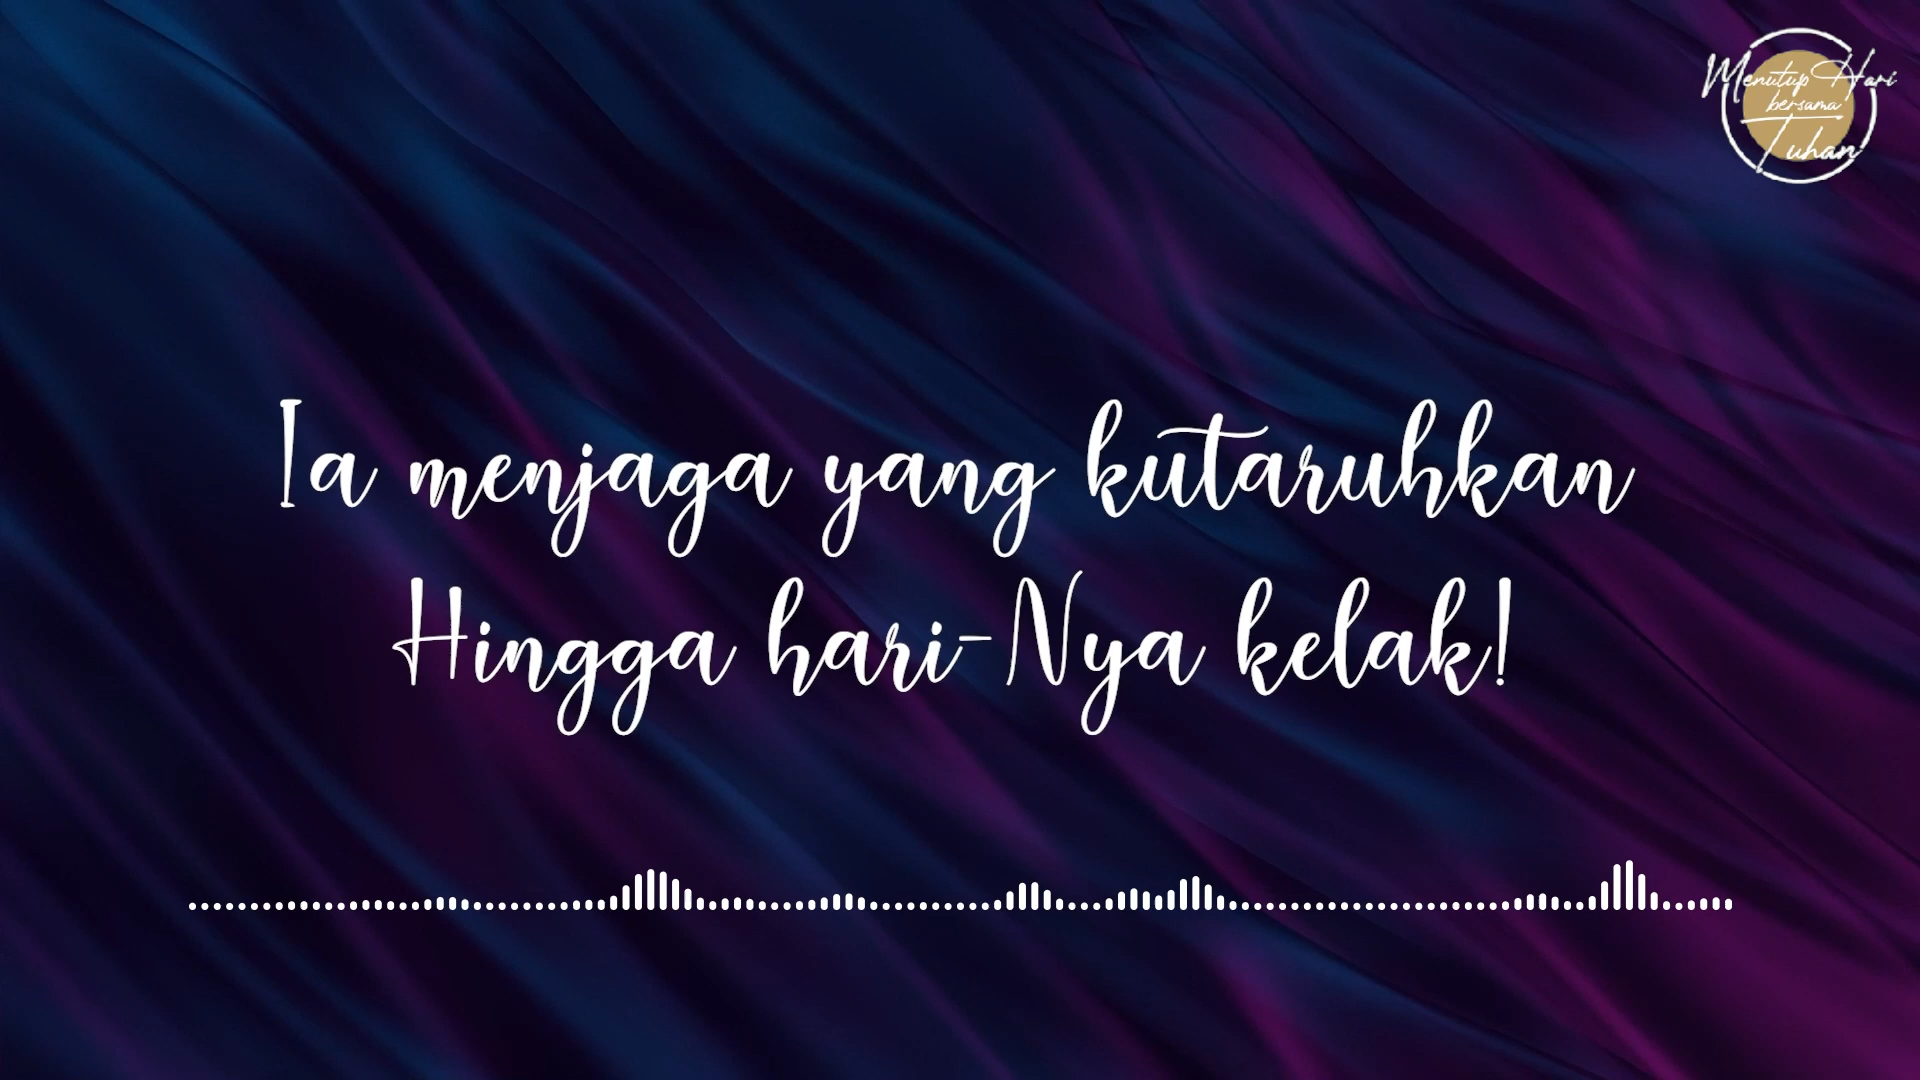 Menutup Hari
bersama
Tuhan
Ia menjaga yang kutaruhkan
Hingga hari-Nya kelak!